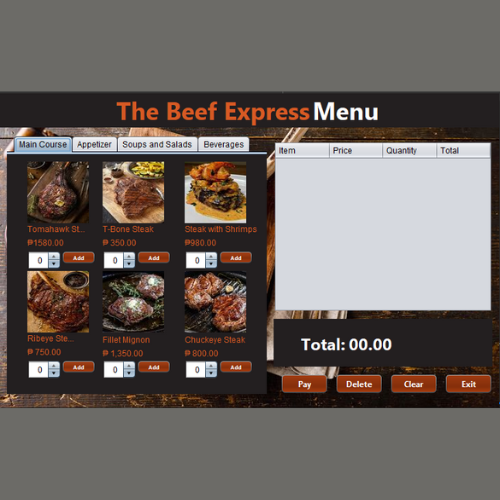 The Beef Express Menu
Main Course Appetizer Soups and Salads Beverages
Item Price Quantity Total
Tomahawk St... T-Bone Steak Steak with Shrimps
₱1580.00 ₱ 350.00 ₱980.00
0 Add 0 Add 0 Add
Ribeye Ste... Fillet Mignon Chuckeye Steak
₱ 750.00 ₱ 1,350.00 ₱ 800.00
0 Add 0 Add 0 Add
Total: 00.00
Pay Delete Clear Exit